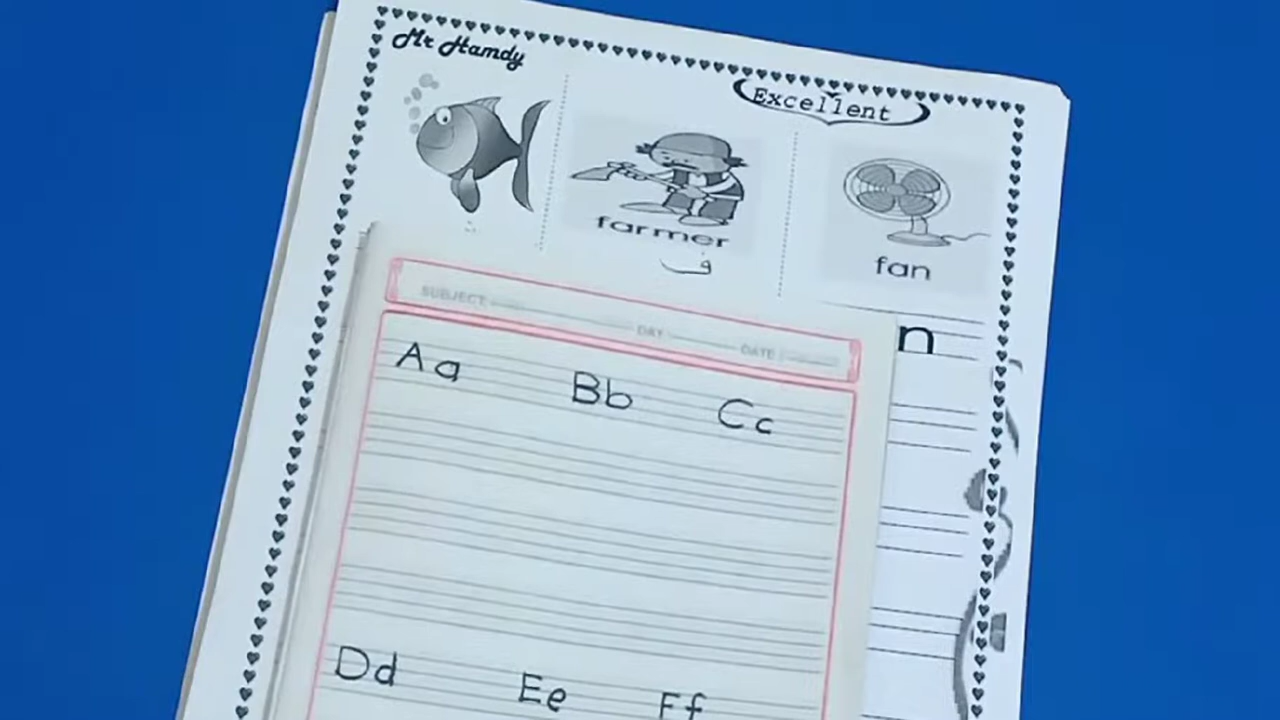 Mr Hamdy
Excellent
farmer
fan
ف
SUBJECT:
DAY
DATE
n
Aa Bb Cc
Dd Ee Ff